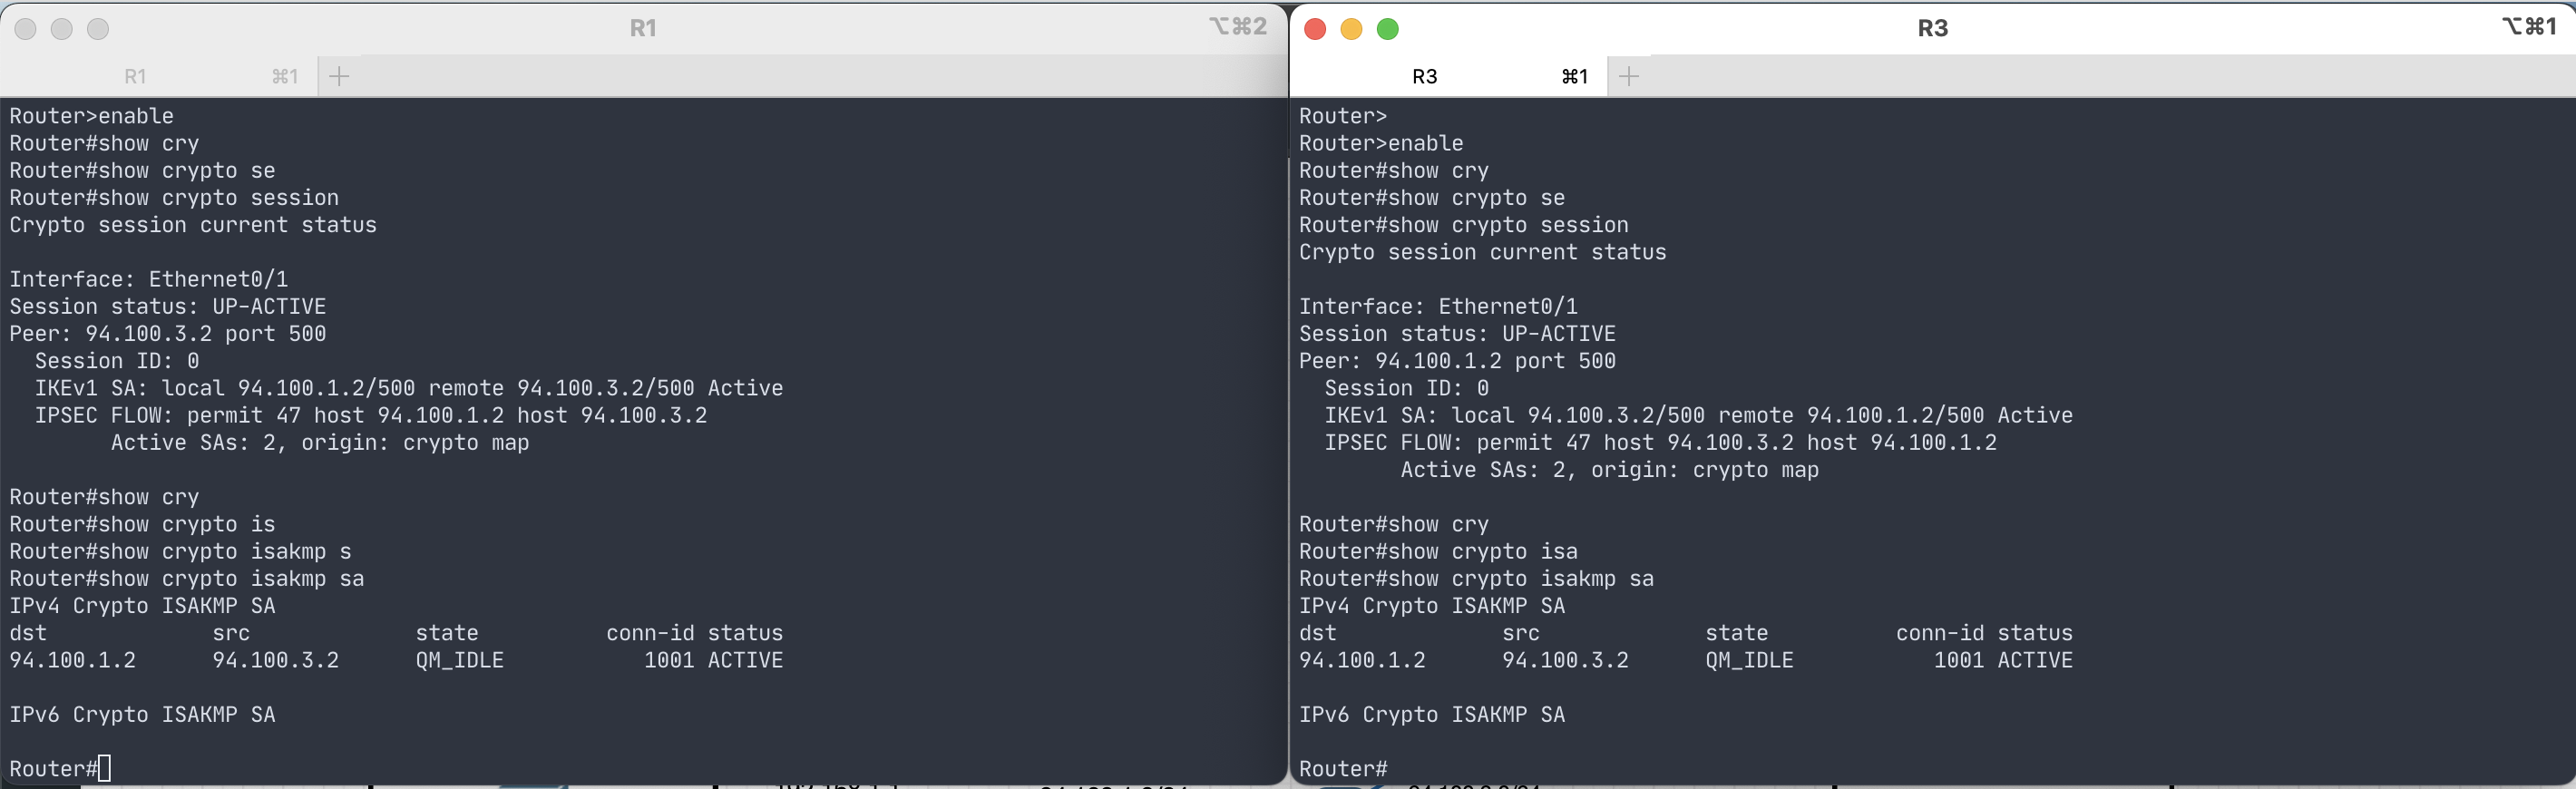 R1
⌥⌘2
R1 ⌘1
Router>enable
Router#show cry
Router#show crypto se
Router#show crypto session
Crypto session current status

Interface: Ethernet0/1
Session status: UP-ACTIVE
Peer: 94.100.3.2 port 500
  Session ID: 0
  IKEv1 SA: local 94.100.1.2/500 remote 94.100.3.2/500 Active
  IPSEC FLOW: permit 47 host 94.100.1.2 host 94.100.3.2
        Active SAs: 2, origin: crypto map

Router#show cry
Router#show crypto is
Router#show crypto isakmp s
Router#show crypto isakmp sa
IPv4 Crypto ISAKMP SA
dst             src             state          conn-id status
94.100.1.2      94.100.3.2      QM_IDLE           1001 ACTIVE

IPv6 Crypto ISAKMP SA

Router#
R3
⌥⌘1
R3 ⌘1
Router>
Router>enable
Router#show cry
Router#show crypto se
Router#show crypto session
Crypto session current status

Interface: Ethernet0/1
Session status: UP-ACTIVE
Peer: 94.100.1.2 port 500
  Session ID: 0
  IKEv1 SA: local 94.100.3.2/500 remote 94.100.1.2/500 Active
  IPSEC FLOW: permit 47 host 94.100.3.2 host 94.100.1.2
        Active SAs: 2, origin: crypto map

Router#show cry
Router#show crypto isa
Router#show crypto isakmp sa
IPv4 Crypto ISAKMP SA
dst             src             state          conn-id status
94.100.1.2      94.100.3.2      QM_IDLE           1001 ACTIVE

IPv6 Crypto ISAKMP SA

Router#